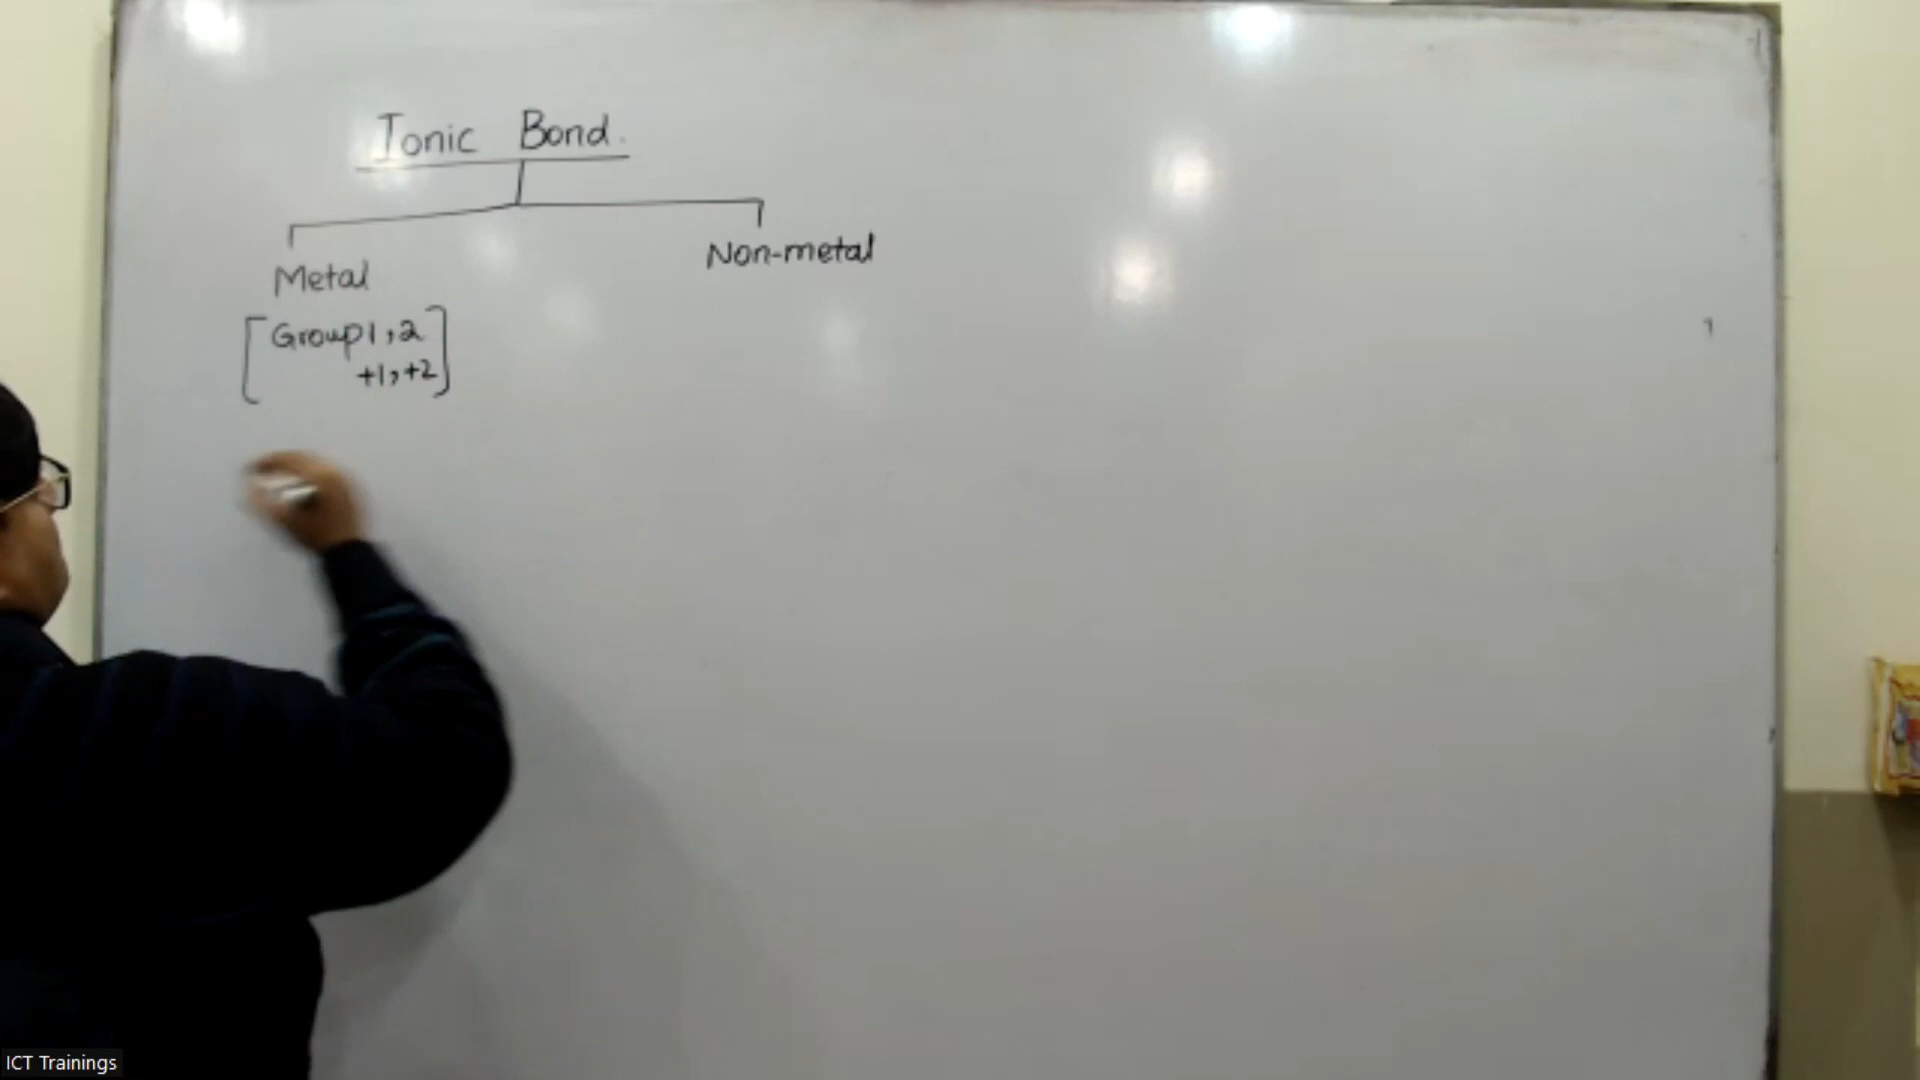 Ionic Bond.
Metal
Non-metal
Group 1, 2
+1, +2
ICT Trainings